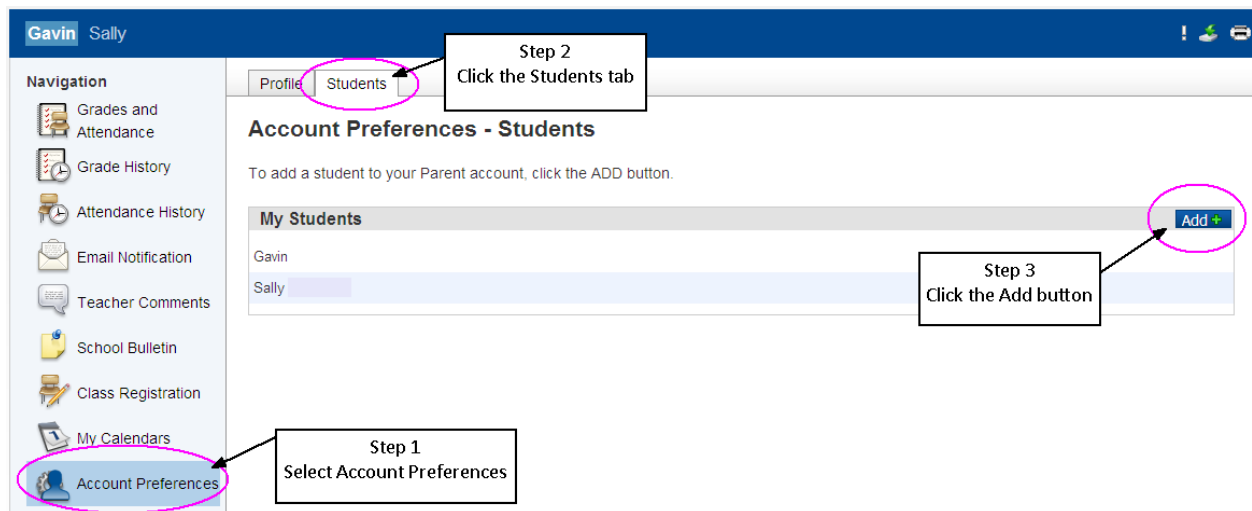 Gavin Sally
!
Step 2
Click the Students tab
Navigation
Profile Students
Grades and
Attendance
Account Preferences - Students
Grade History
To add a student to your Parent account, click the ADD button.
Attendance History
My Students
Add +
Email Notification
Gavin
Sally
Step 3
Click the Add button
Teacher Comments
School Bulletin
Class Registration
My Calendars
Step 1
Select Account Preferences
Account Preferences